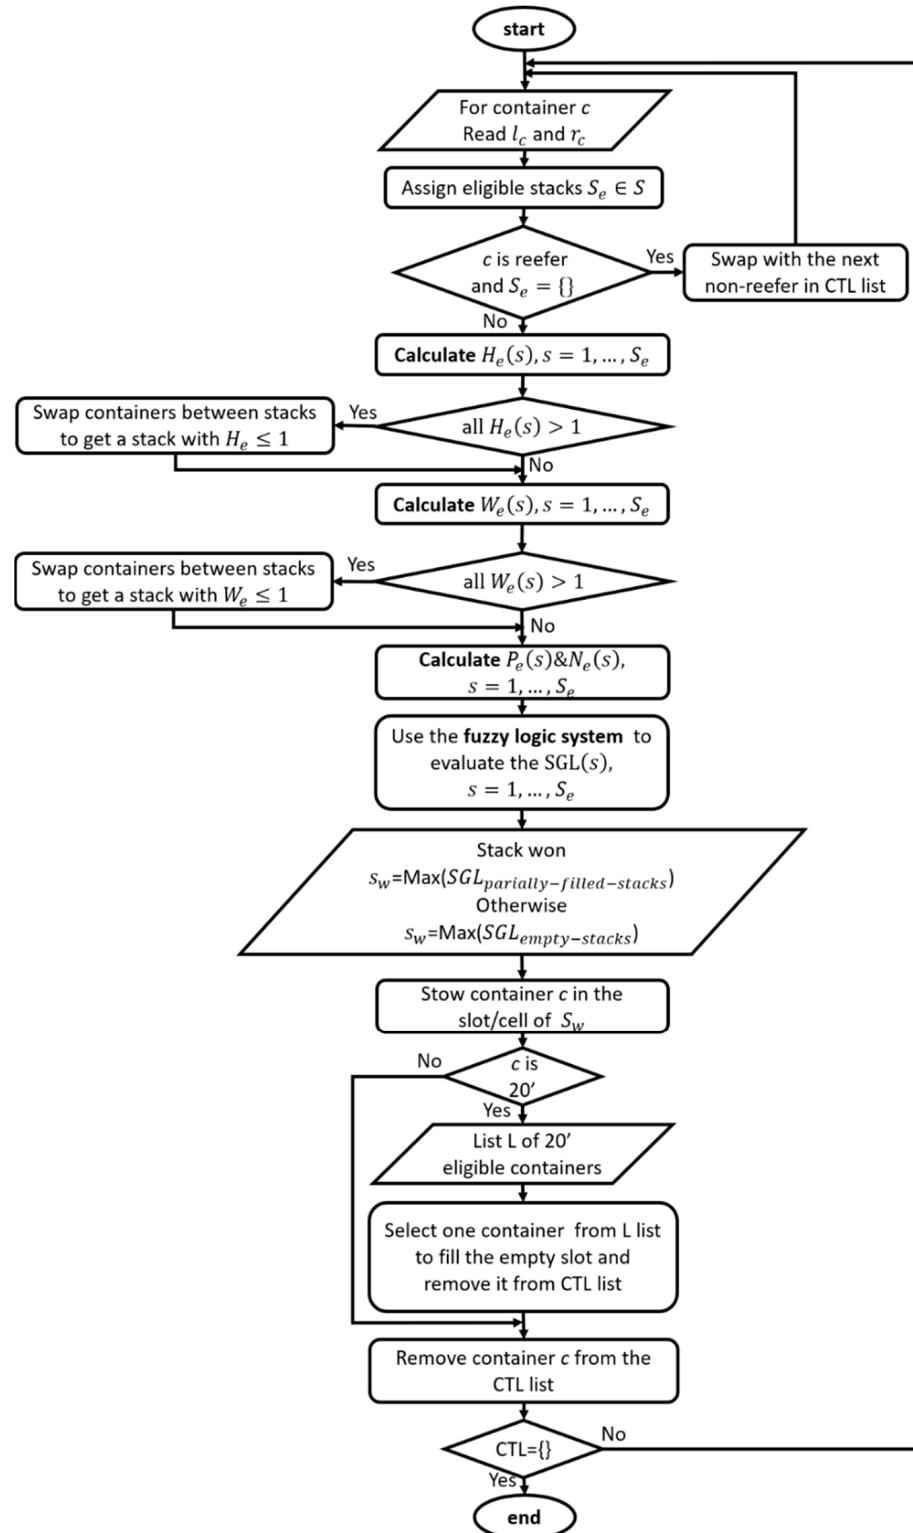 start
For container c
Read l_c and r_c
Assign eligible stacks S_e ∈ S
c is reefer
and S_e = {}
Yes
Swap with the next
non-reefer in CTL list
No
Calculate H_e(s), s = 1, ... , S_e
all H_e(s) > 1
Yes
Swap containers between stacks
to get a stack with H_e ≤ 1
No
Calculate W_e(s), s = 1, ... , S_e
all W_e(s) > 1
Yes
Swap containers between stacks
to get a stack with W_e ≤ 1
No
Calculate P_e(s)&N_e(s),
s = 1, ... , S_e
Use the fuzzy logic system to
evaluate the SGL(s),
s = 1, ... , S_e
Stack won
s_w=Max(SGL_parially-filled-stacks)
Otherwise
s_w=Max(SGL_empty-stacks)
Stow container c in the
slot/cell of S_w
c is
20'
No
Yes
List L of 20'
eligible containers
Select one container from L list
to fill the empty slot and
remove it from CTL list
Remove container c from the
CTL list
CTL={}
No
Yes
end